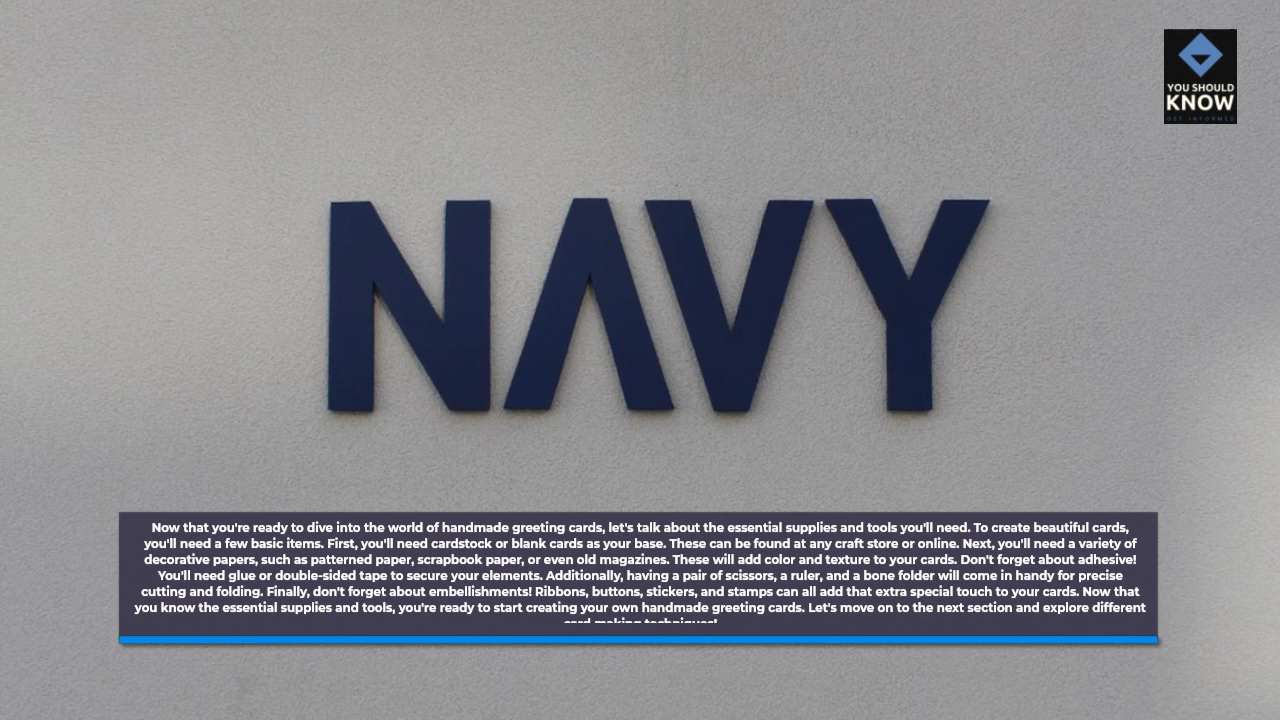 YOU SHOULD
KNOW
GET INFORMED
NAVY
Now that you're ready to dive into the world of handmade greeting cards, let's talk about the essential supplies and tools you'll need. To create beautiful cards,
you'll need a few basic items. First, you'll need cardstock or blank cards as your base. These can be found at any craft store or online. Next, you'll need a variety of
decorative papers, such as patterned paper, scrapbook paper, or even old magazines. These will add color and texture to your cards. Don't forget about adhesive!
You'll need glue or double-sided tape to secure your elements. Additionally, having a pair of scissors, a ruler, and a bone folder will come in handy for precise
cutting and folding. Finally, don't forget about embellishments! Ribbons, buttons, stickers, and stamps can all add that extra special touch to your cards. Now that
you know the essential supplies and tools, you're ready to start creating your own handmade greeting cards. Let's move on to the next section and explore different
card making techniques!